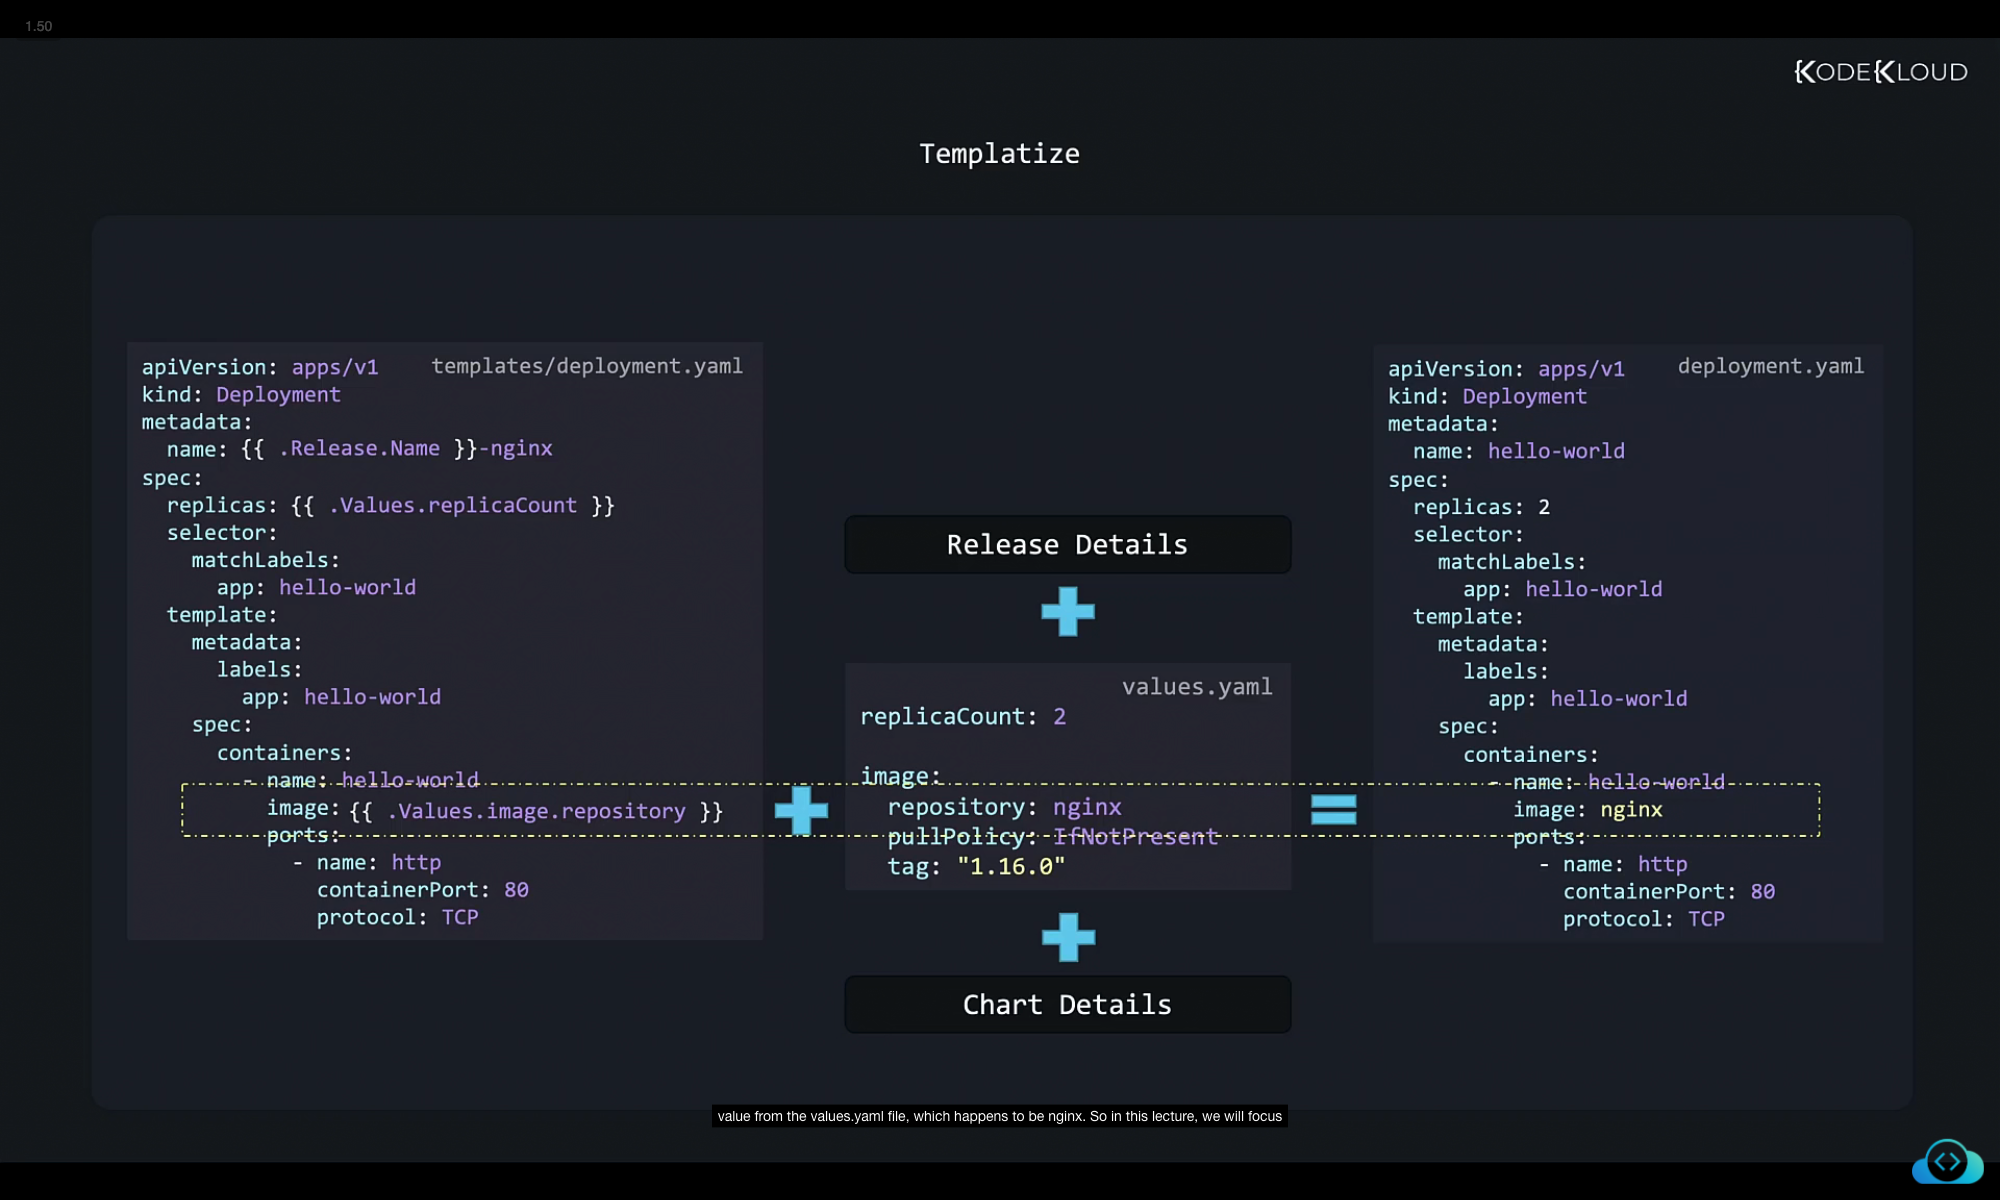 1.50
KODEKLOUD
Templatize
templates/deployment.yaml
apiVersion: apps/v1
kind: Deployment
metadata:
  name: {{ .Release.Name }}-nginx
spec:
  replicas: {{ .Values.replicaCount }}
  selector:
    matchLabels:
      app: hello-world
  template:
    metadata:
      labels:
        app: hello-world
    spec:
      containers:
        - name: hello-world
          image: {{ .Values.image.repository }}
          ports:
            - name: http
              containerPort: 80
              protocol: TCP
Release Details
values.yaml
replicaCount: 2
image:
  repository: nginx
  pullPolicy: IfNotPresent
  tag: "1.16.0"
Chart Details
deployment.yaml
apiVersion: apps/v1
kind: Deployment
metadata:
  name: hello-world
spec:
  replicas: 2
  selector:
    matchLabels:
      app: hello-world
  template:
    metadata:
      labels:
        app: hello-world
    spec:
      containers:
        - name: hello-world
          image: nginx
          ports:
            - name: http
              containerPort: 80
              protocol: TCP
value from the values.yaml file, which happens to be nginx. So in this lecture, we will focus